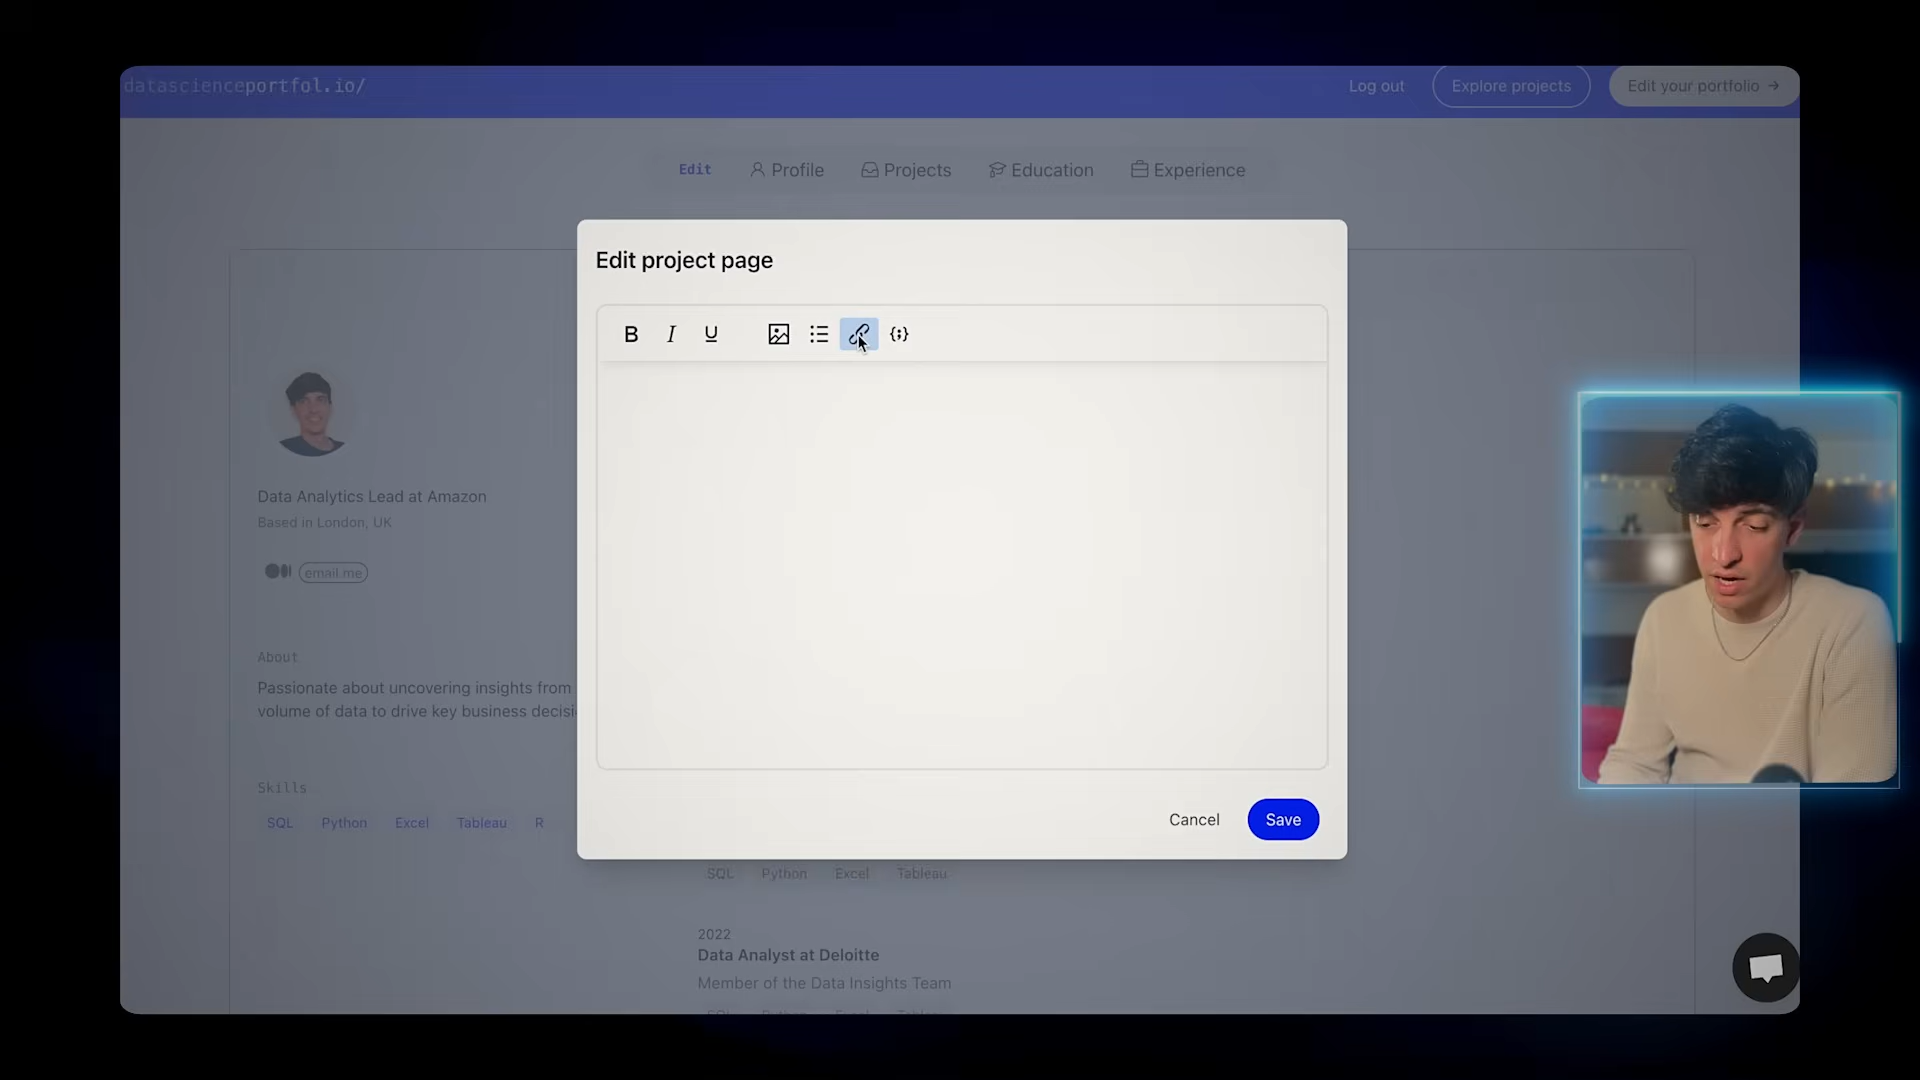 datascienceportfol.io/
Log out
Explore projects
Edit your portfolio →
Edit
Profile
Projects
Education
Experience
Edit project page
B I U
Data Analytics Lead at Amazon
Based in London, UK
email me
About
Passionate about uncovering insights from
volume of data to drive key business decisi
Skills
SQL Python Excel Tableau R
Cancel
Save
SQL Python Excel Tableau
2022
Data Analyst at Deloitte
Member of the Data Insights Team